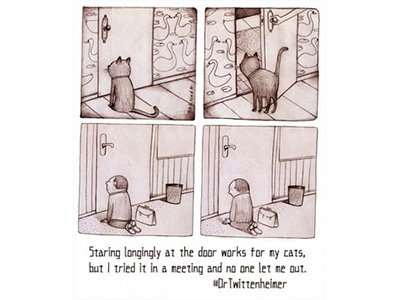 Staring longingly at the door works for my cats,
but I tried it in a meeting and no one let me out.
#DrTwittenheimer